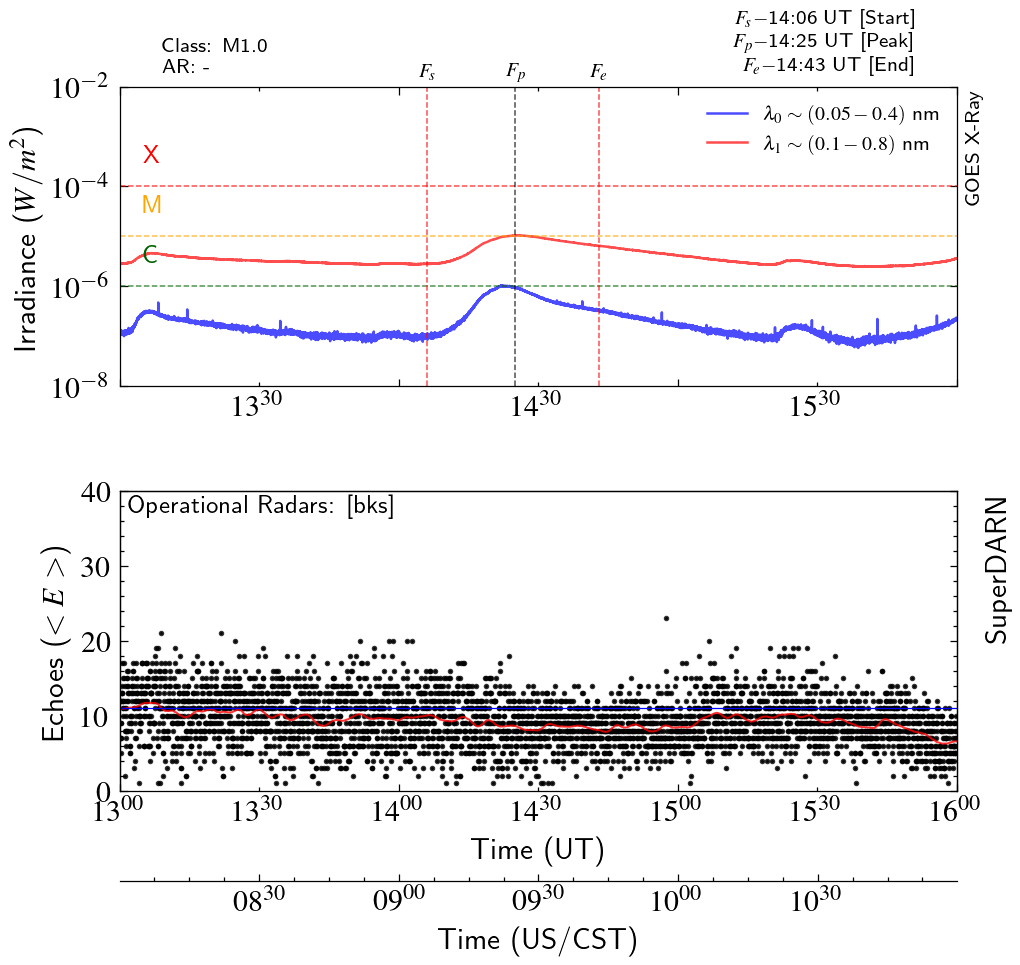 F_s−14:06 UT [Start]
Class: M1.0
F_p−14:25 UT [Peak]
AR: -
F_e−14:43 UT [End]
F_s
F_p
F_e
10^−2
λ_0 ∼ (0.05 − 0.4) nm
λ_1 ∼ (0.1 − 0.8) nm
GOES X-Ray
X
10^−4
M
Irradiance (W/m^2)
C
10^−6
10^−8
13^30 14^30 15^30
40
Operational Radars: [bks]
30
20
10
0
Echoes (< E >)
SuperDARN
13^00 13^30 14^00 14^30 15^00 15^30 16^00
Time (UT)
08^30 09^00 09^30 10^00 10^30
Time (US/CST)